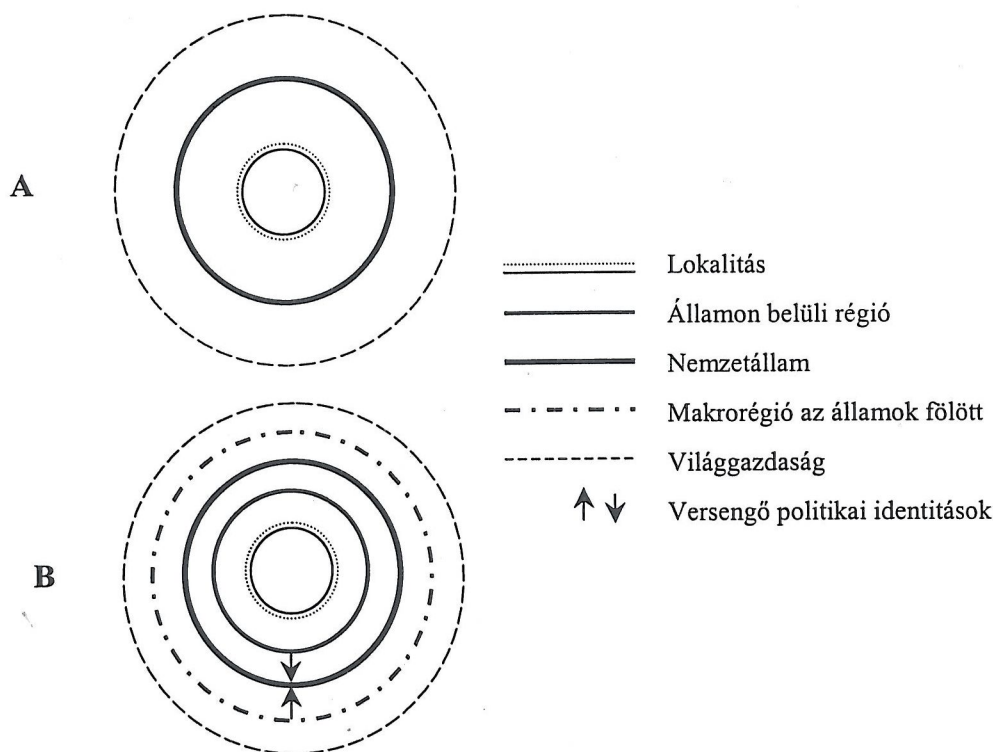 A
Lokalitás
Államon belüli régió
Nemzetállam
Makrorégió az államok fölött
Világgazdaság
Versengő politikai identitások
B